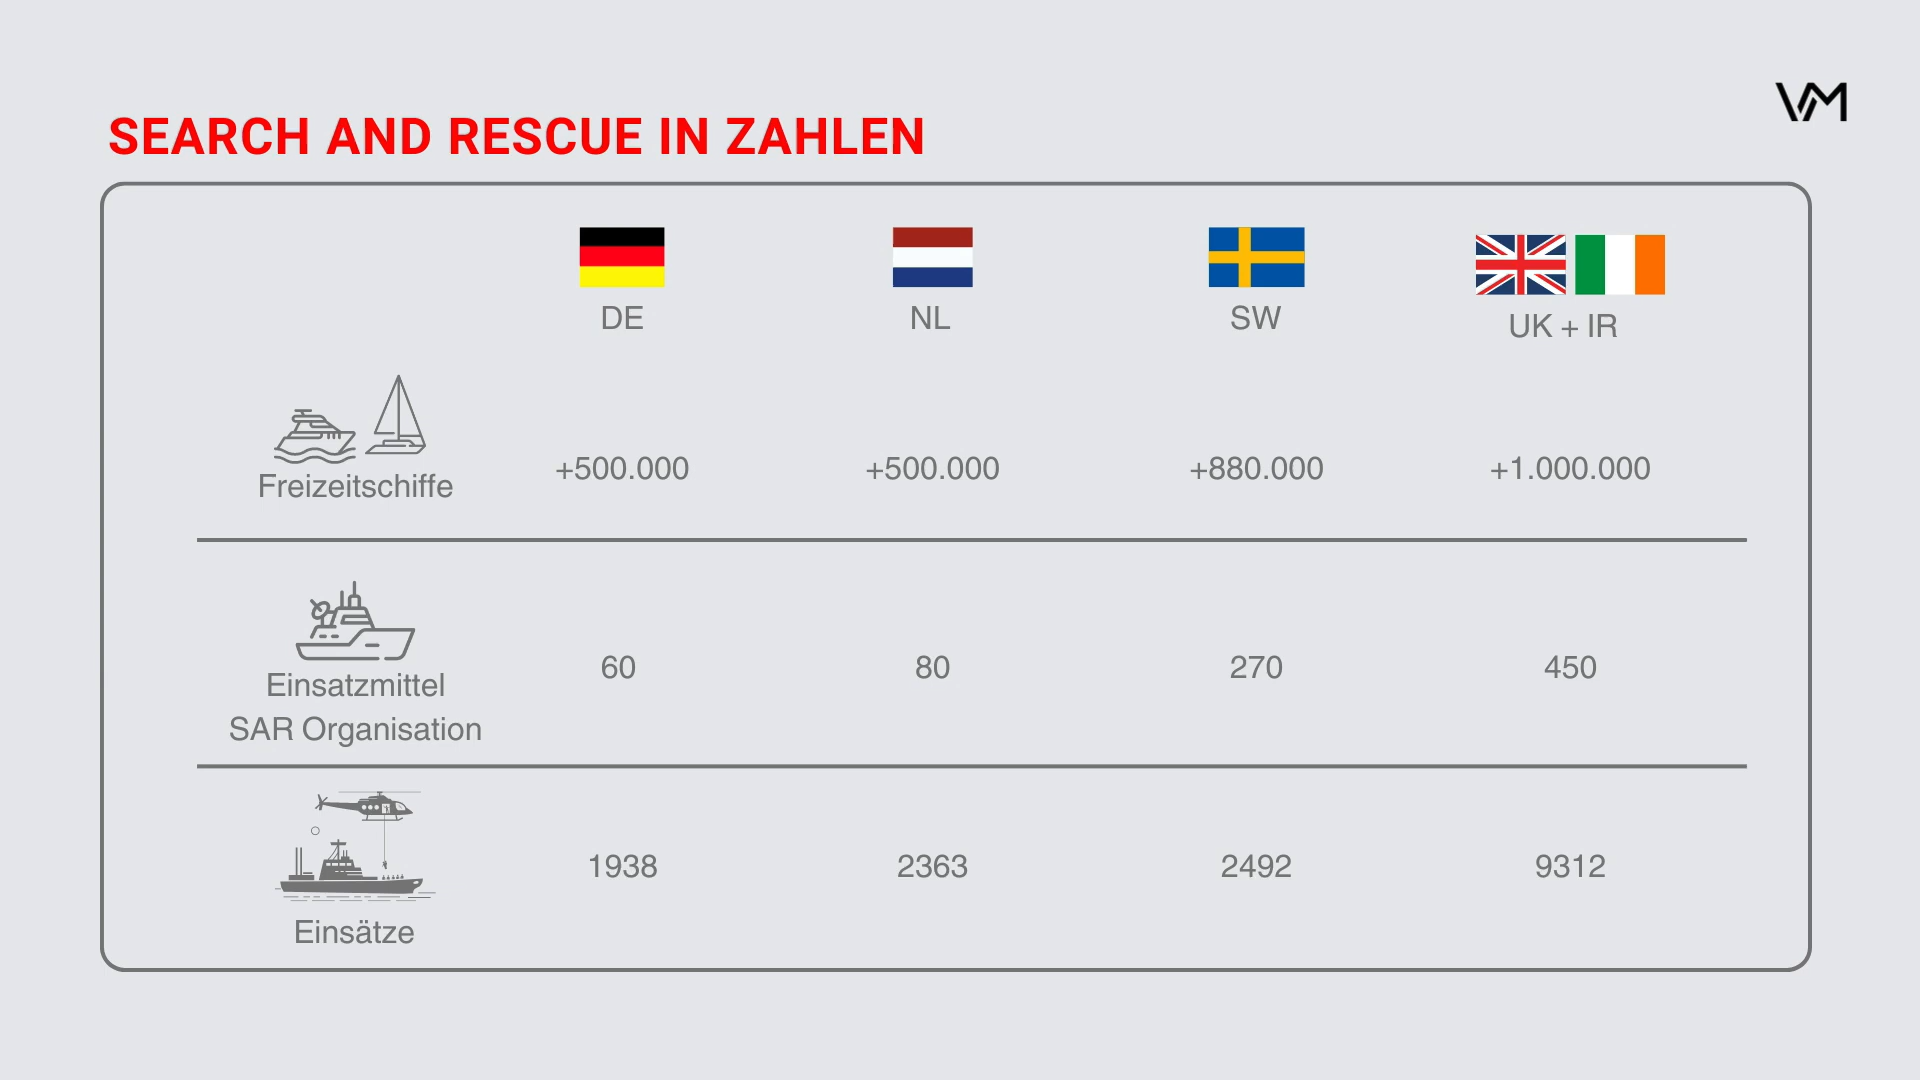 VM
SEARCH AND RESCUE IN ZAHLEN
DE
NL
SW
UK + IR
Freizeitschiffe
+500.000
+500.000
+880.000
+1.000.000
Einsatzmittel
SAR Organisation
60
80
270
450
Einsätze
1938
2363
2492
9312